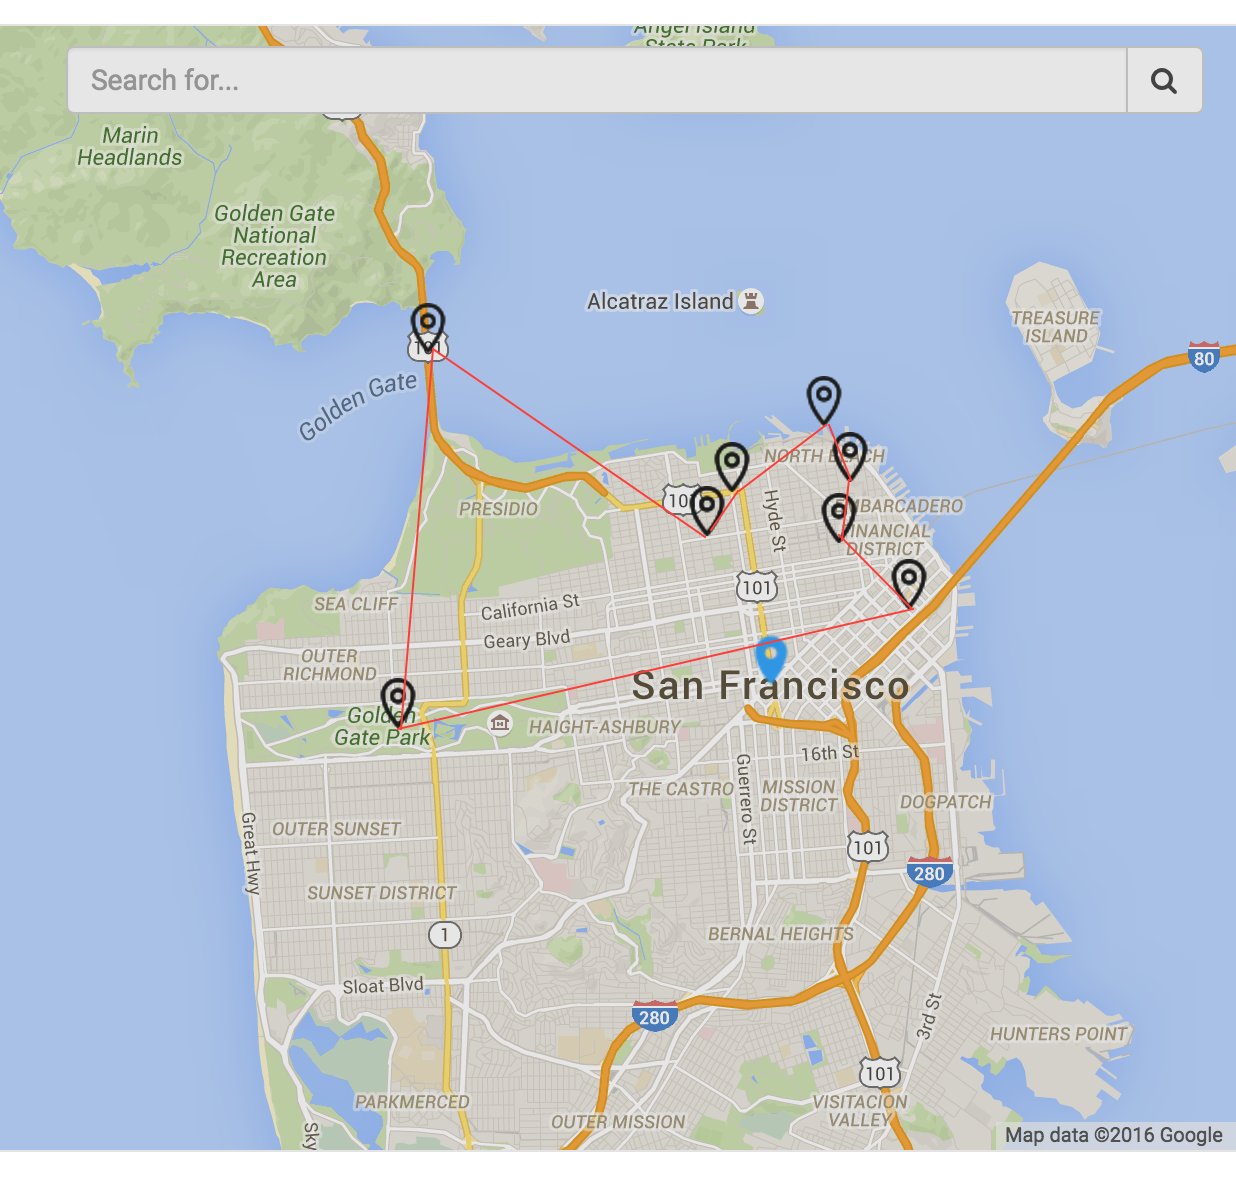 Angel Island
State Park
Search for...
Marin
Headlands
Golden Gate
National
Recreation
Area
Alcatraz Island
TREASURE
ISLAND
101
80
Golden Gate
NORTH BEACH
101
PRESIDIO
Hyde St
EMBARCADERO
FINANCIAL
DISTRICT
101
SEA CLIFF
California St
Geary Blvd
OUTER
RICHMOND
San Francisco
Golden
Gate Park
HAIGHT-ASHBURY
16th St
Guerrero St
THE CASTRO
MISSION
DISTRICT
DOGPATCH
Great Hwy
OUTER SUNSET
101
280
SUNSET DISTRICT
1
BERNAL HEIGHTS
Sloat Blvd
280
3rd St
HUNTERS POINT
101
PARKMERCED
VISITACION
VALLEY
OUTER MISSION
Sky
Map data ©2016 Google